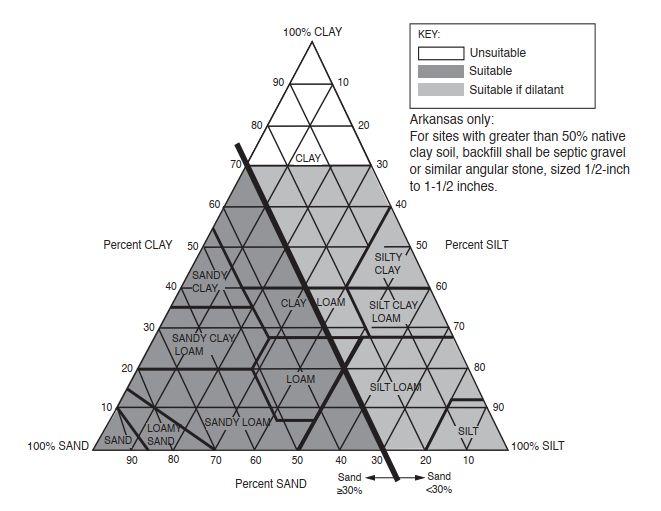 100% CLAY
KEY:
Unsuitable
Suitable
Suitable if dilatant
Arkansas only:
For sites with greater than 50% native
clay soil, backfill shall be septic gravel
or similar angular stone, sized 1/2-inch
to 1-1/2 inches.
90 10
80 20
CLAY
70 30
60 40
Percent CLAY 50 50 Percent SILT
SILTY
CLAY
SANDY
CLAY
40 60
CLAY LOAM
SILT CLAY
LOAM
30 70
SANDY CLAY
LOAM
20 80
LOAM
SILT LOAM
10 90
LOAMY
SAND
SANDY LOAM
SILT
SAND
100% SAND 100% SILT
90 80 70 60 50 40 30 20 10
Percent SAND
Sand
≥30%
Sand
<30%